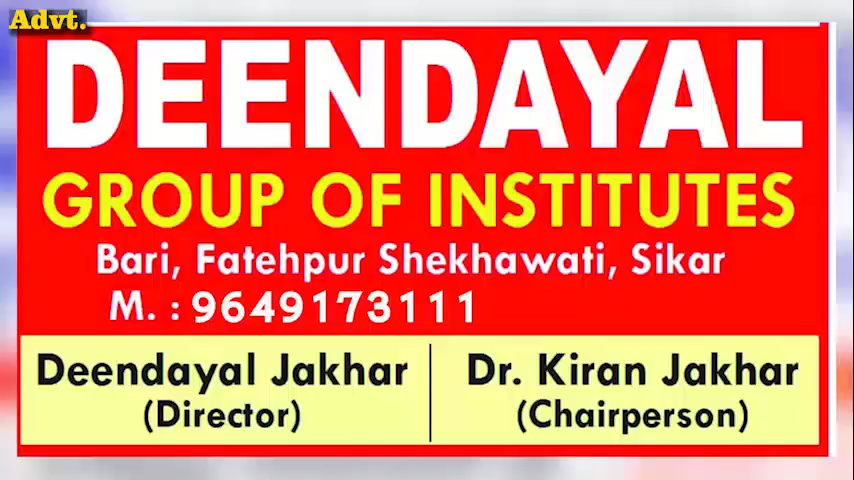 Advt.
DEENDAYAL
GROUP OF INSTITUTES
Bari, Fatehpur Shekhawati, Sikar
M. : 9649173111
Deendayal Jakhar
(Director)
Dr. Kiran Jakhar
(Chairperson)